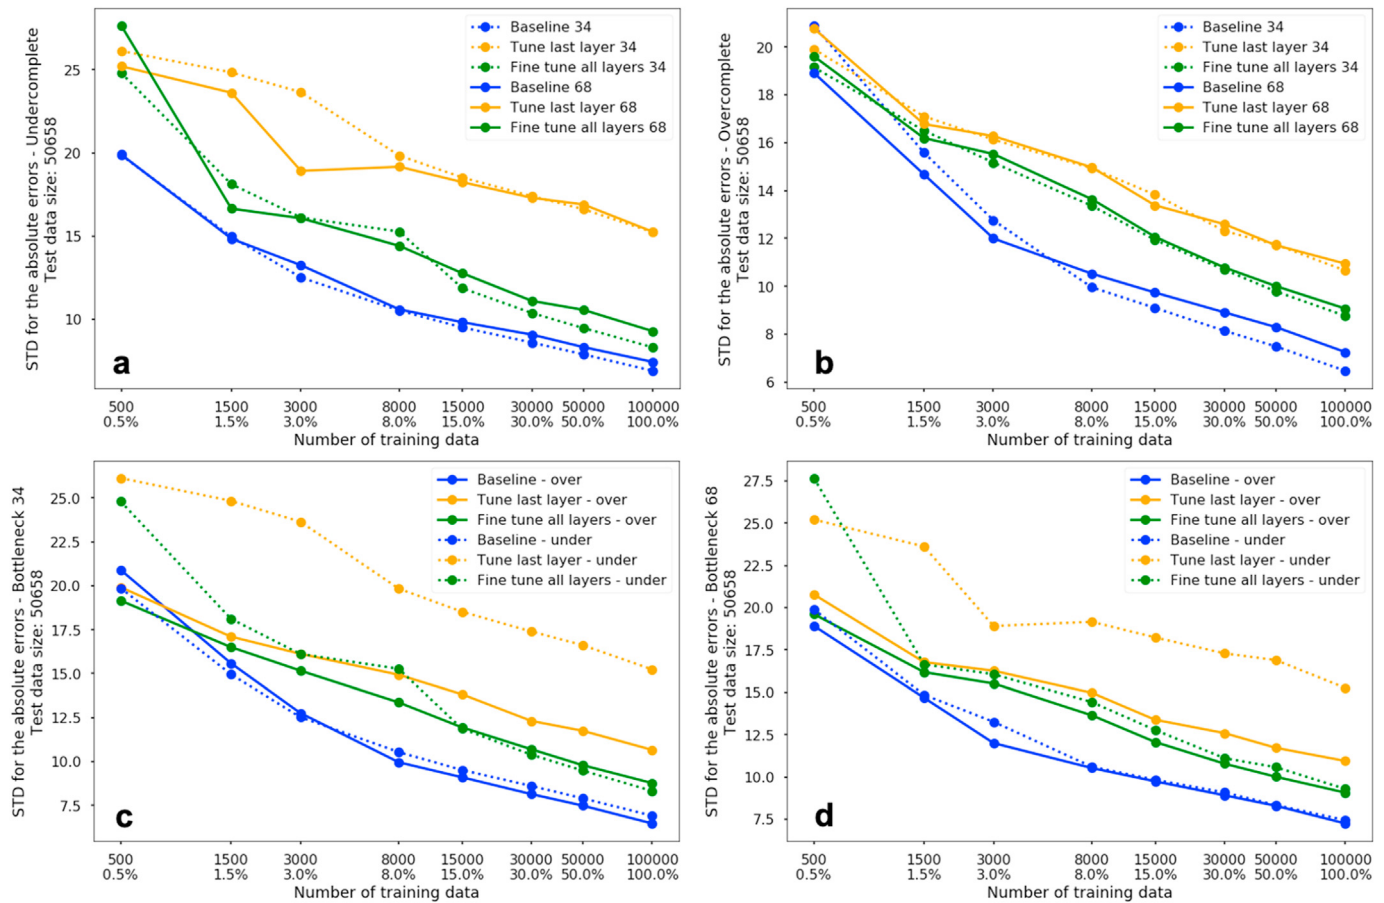 STD for the absolute errors - Undercomplete
Test data size: 50658
25
20
15
10
Baseline 34
Tune last layer 34
Fine tune all layers 34
Baseline 68
Tune last layer 68
Fine tune all layers 68
a
500 1500 3000 8000 15000 30000 50000 100000
0.5% 1.5% 3.0% 8.0% 15.0% 30.0% 50.0% 100.0%
Number of training data
STD for the absolute errors - Overcomplete
Test data size: 50658
20
18
16
14
12
10
8
6
Baseline 34
Tune last layer 34
Fine tune all layers 34
Baseline 68
Tune last layer 68
Fine tune all layers 68
b
500 1500 3000 8000 15000 30000 50000 100000
0.5% 1.5% 3.0% 8.0% 15.0% 30.0% 50.0% 100.0%
Number of training data
STD for the absolute errors - Bottleneck 34
Test data size: 50658
25.0
22.5
20.0
17.5
15.0
12.5
10.0
7.5
Baseline - over
Tune last layer - over
Fine tune all layers - over
Baseline - under
Tune last layer - under
Fine tune all layers - under
c
500 1500 3000 8000 15000 30000 50000 100000
0.5% 1.5% 3.0% 8.0% 15.0% 30.0% 50.0% 100.0%
Number of training data
STD for the absolute errors - Bottleneck 68
Test data size: 50658
27.5
25.0
22.5
20.0
17.5
15.0
12.5
10.0
7.5
Baseline - over
Tune last layer - over
Fine tune all layers - over
Baseline - under
Tune last layer - under
Fine tune all layers - under
d
500 1500 3000 8000 15000 30000 50000 100000
0.5% 1.5% 3.0% 8.0% 15.0% 30.0% 50.0% 100.0%
Number of training data